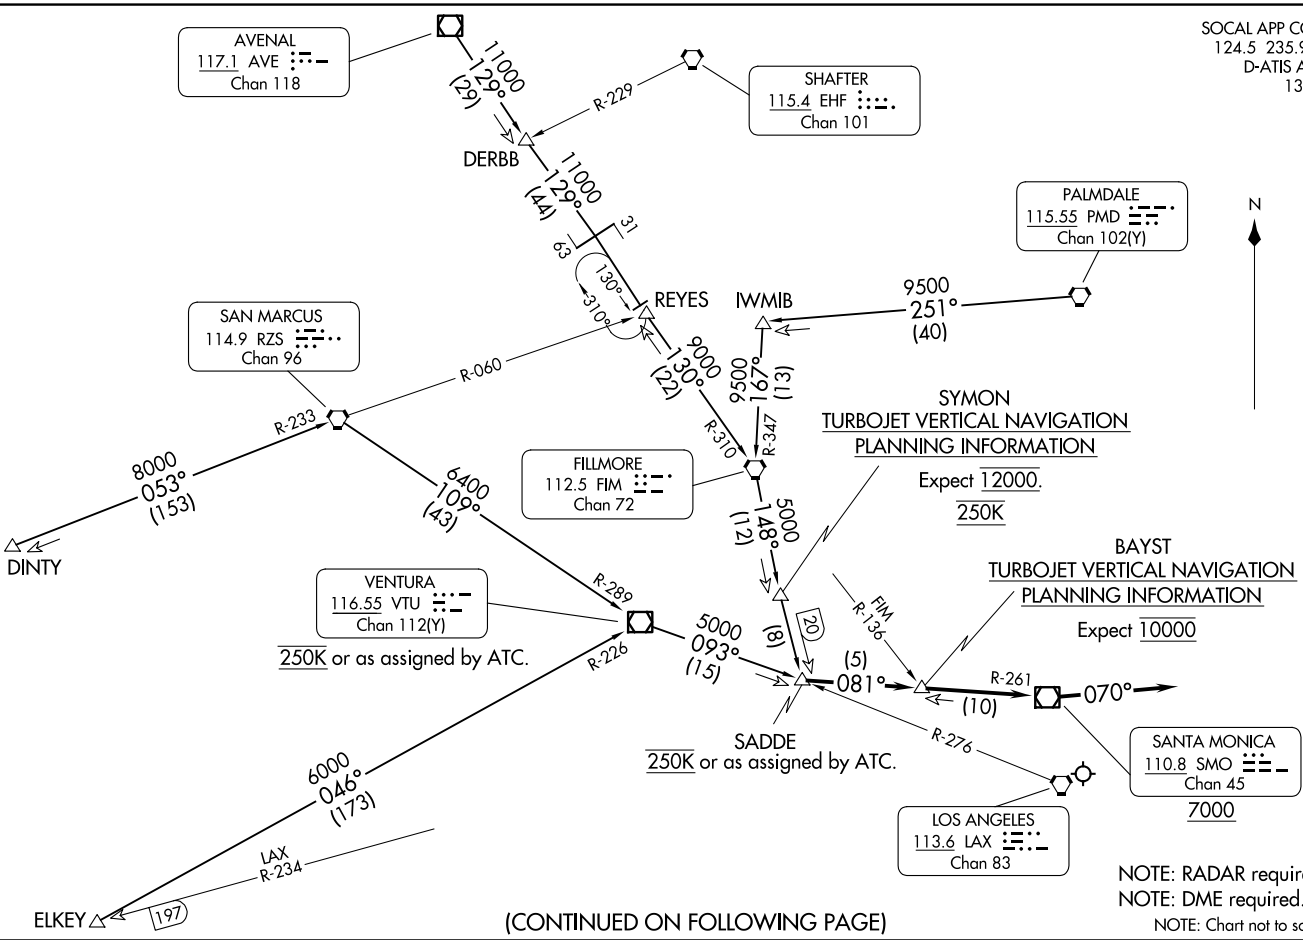 SOCAL APP CO
124.5 235.9
D-ATIS A
13
AVENAL
117.1 AVE
Chan 118
11000
129°
(29)
R-229
SHAFTER
115.4 EHF
Chan 101
DERBB
11000
129°
(44)
31
63
130°
310°
PALMDALE
115.55 PMD
Chan 102(Y)
N
REYES
IWMIB
9500
251°
(40)
SAN MARCUS
114.9 RZS
Chan 96
R-060
9000
130°
(22)
R-310
9500
167°
(13)
R-347
SYMON
TURBOJET VERTICAL NAVIGATION
PLANNING INFORMATION
Expect 12000.
250K
R-233
8000
053°
(153)
DINTY
6400
109°
(43)
R-289
FILLMORE
112.5 FIM
Chan 72
5000
148°
(12)
BAYST
TURBOJET VERTICAL NAVIGATION
PLANNING INFORMATION
Expect 10000
VENTURA
116.55 VTU
Chan 112(Y)
250K or as assigned by ATC.
R-226
5000
093°
(15)
(8)
20
FIM
R-136
(5)
081°
R-261
(10)
070°
SADDE
250K or as assigned by ATC.
R-276
SANTA MONICA
110.8 SMO
Chan 45
7000
6000
046°
(173)
LAX
R-234
LOS ANGELES
113.6 LAX
Chan 83
ELKEY
197
(CONTINUED ON FOLLOWING PAGE)
NOTE: RADAR require
NOTE: DME required.
NOTE: Chart not to sc